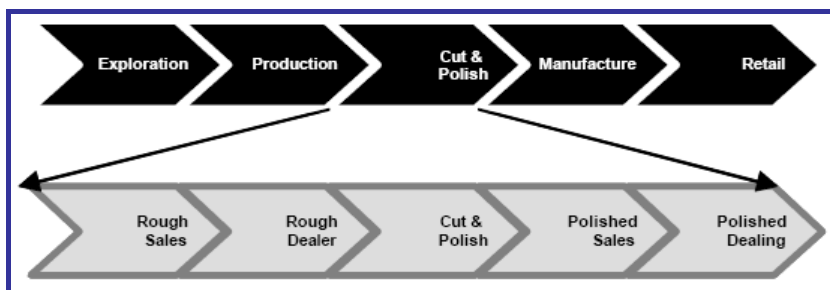 Exploration
Production
Cut &
Polish
Manufacture
Retail
Rough
Sales
Rough
Dealer
Cut &
Polish
Polished
Sales
Polished
Dealing